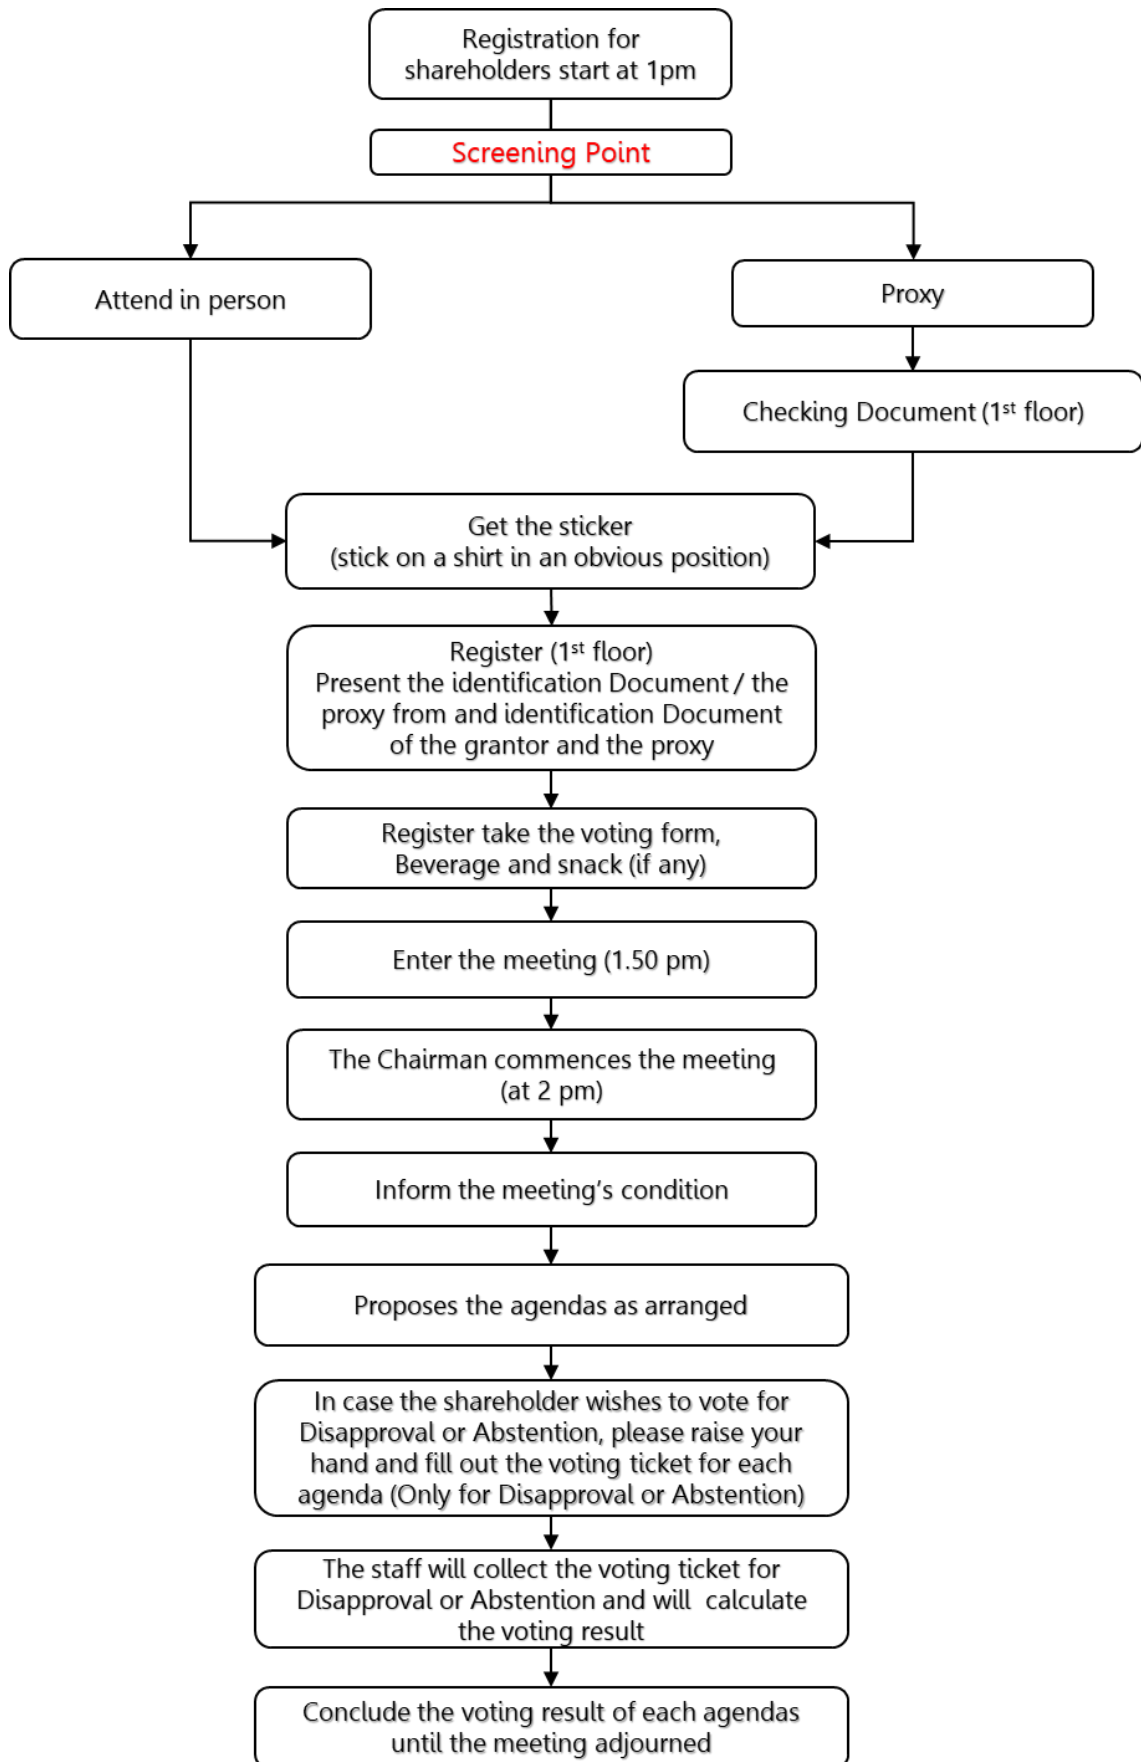 Registration for
shareholders start at 1pm
Screening Point
Attend in person
Proxy
Checking Document (1st floor)
Get the sticker
(stick on a shirt in an obvious position)
Register (1st floor)
Present the identification Document / the
proxy from and identification Document
of the grantor and the proxy
Register take the voting form,
Beverage and snack (if any)
Enter the meeting (1.50 pm)
The Chairman commences the meeting
(at 2 pm)
Inform the meeting's condition
Proposes the agendas as arranged
In case the shareholder wishes to vote for
Disapproval or Abstention, please raise your
hand and fill out the voting ticket for each
agenda (Only for Disapproval or Abstention)
The staff will collect the voting ticket for
Disapproval or Abstention and will calculate
the voting result
Conclude the voting result of each agendas
until the meeting adjourned